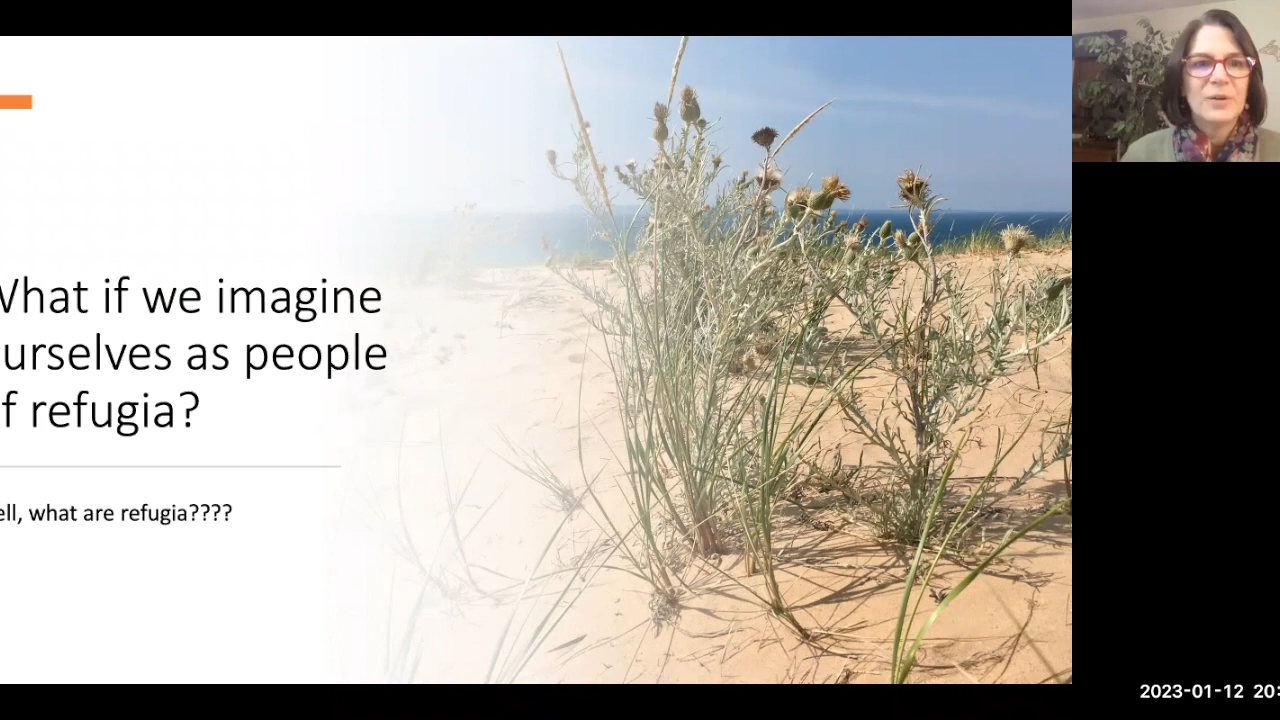 What if we imagine
urselves as people
f refugia?
ell, what are refugia????
2023-01-12 20: